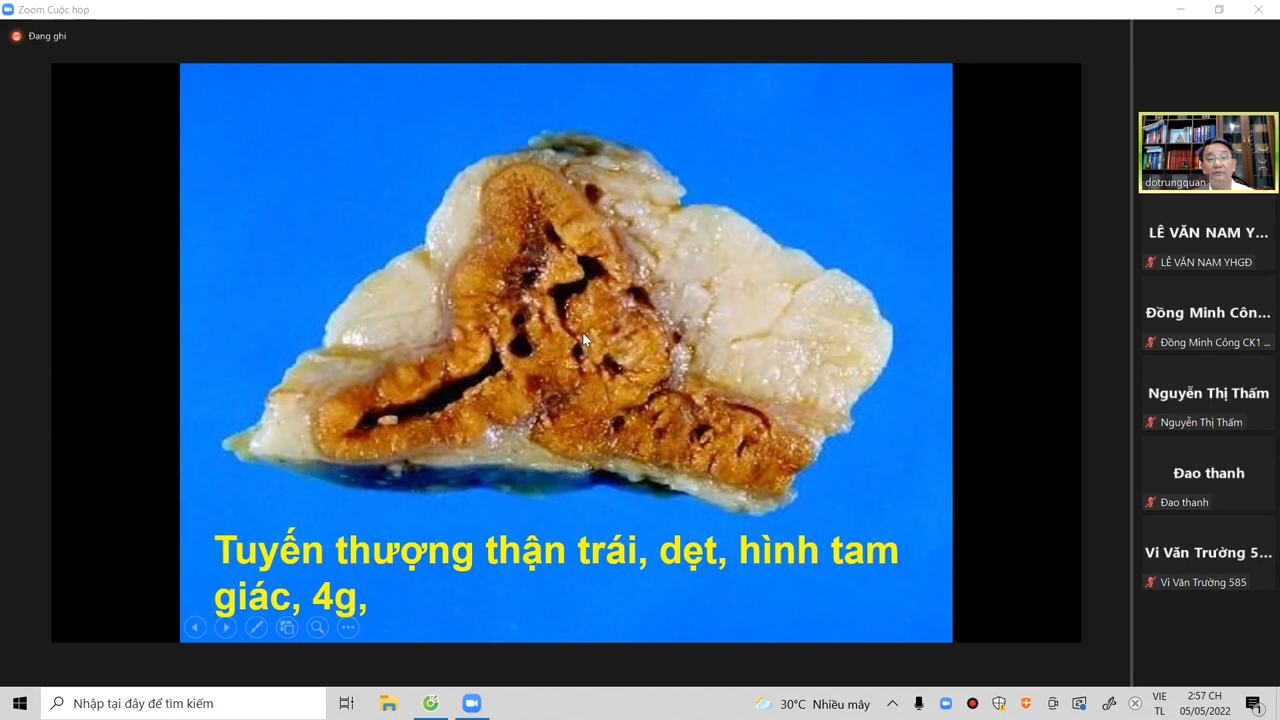 Zoom Cuộc họp
Đang ghi
Tuyến thượng thận trái, dẹt, hình tam
giác, 4g,
dotrungquan
LÊ VĂN NAM Y...
LÊ VĂN NAM YHGĐ
Đồng Minh Côn...
Đồng Minh Công CK1 ...
Nguyễn Thị Thấm
Nguyễn Thị Thấm
Đao thanh
Đao thanh
Vi Văn Trường 5...
Vi Văn Trường 585
Nhập tại đây để tìm kiếm
30°C Nhiều mây
VIE
TL
2:57 CH
05/05/2022
1